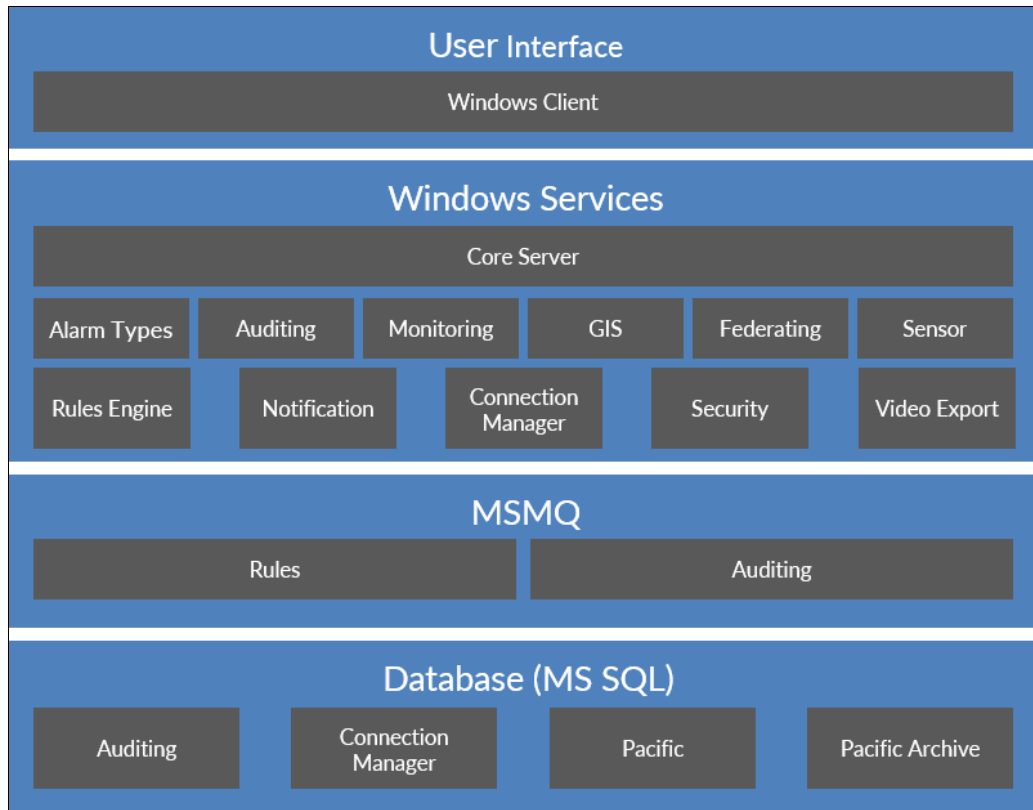 User Interface
Windows Client
Windows Services
Core Server
Alarm Types
Auditing
Monitoring
GIS
Federating
Sensor
Rules Engine
Notification
Connection
Manager
Security
Video Export
MSMQ
Rules
Auditing
Database (MS SQL)
Auditing
Connection
Manager
Pacific
Pacific Archive